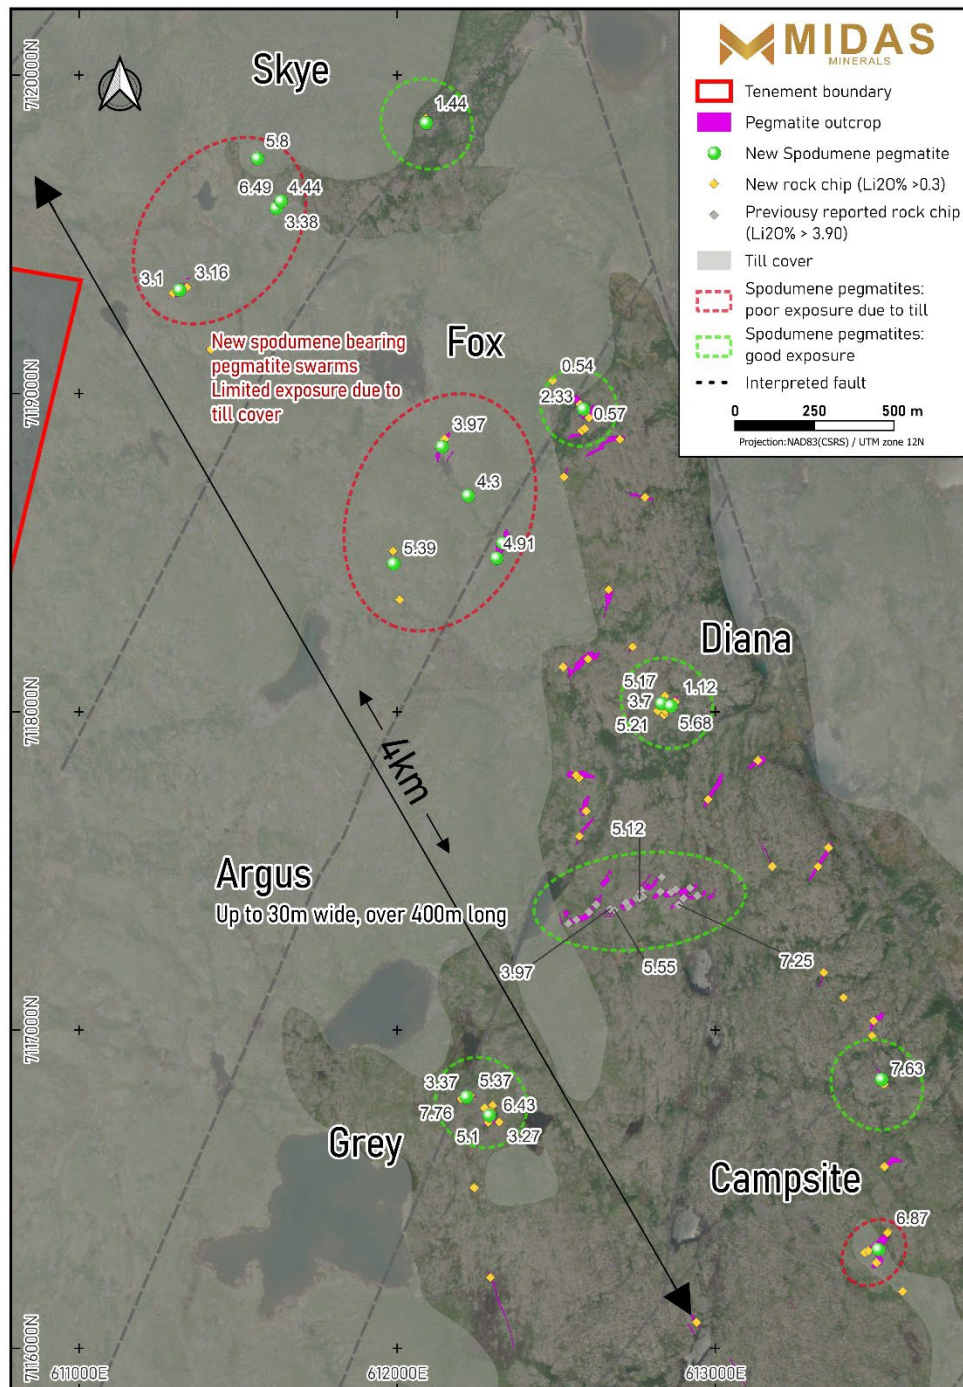 MIDAS
MINERALS
Tenement boundary
Pegmatite outcrop
New Spodumene pegmatite
New rock chip (Li2O% >0.3)
Previousy reported rock chip
(Li2O% > 3.90)
Till cover
Spodumene pegmatites:
poor exposure due to till
Spodumene pegmatites:
good exposure
Interpreted fault
0 250 500 m
Projection:NAD83(CSRS) / UTM zone 12N
7120000N
Skye
1.44
5.8
6.49
4.44
3.38
3.1
3.16
New spodumene bearing
pegmatite swarms
Limited exposure due to
till cover
Fox
7119000N
0.54
2.33
0.57
3.97
4.3
4.91
5.39
Diana
5.17
1.12
3.7
5.21
5.68
7118000N
4km
5.12
Argus
Up to 30m wide, over 400m long
3.97
5.55
7.25
7117000N
3.37
5.37
7.76
6.43
5.1
3.27
Grey
7.63
Campsite
6.87
7116000N
611000E
612000E
613000E